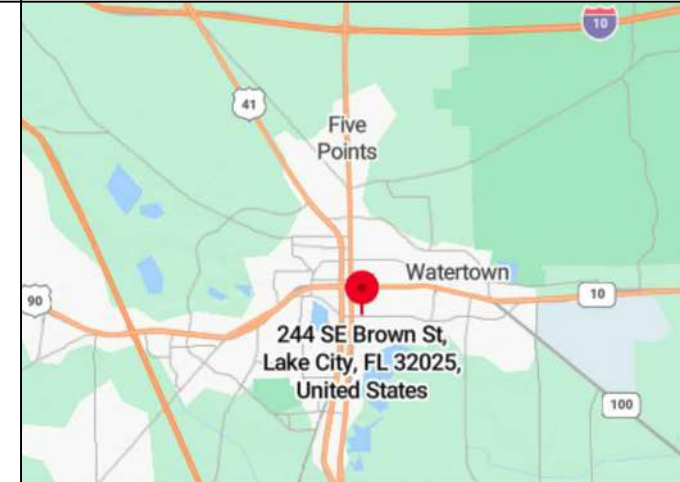 10
41
Five
Points
Watertown
90
10
244 SE Brown St,
Lake City, FL 32025,
United States
100